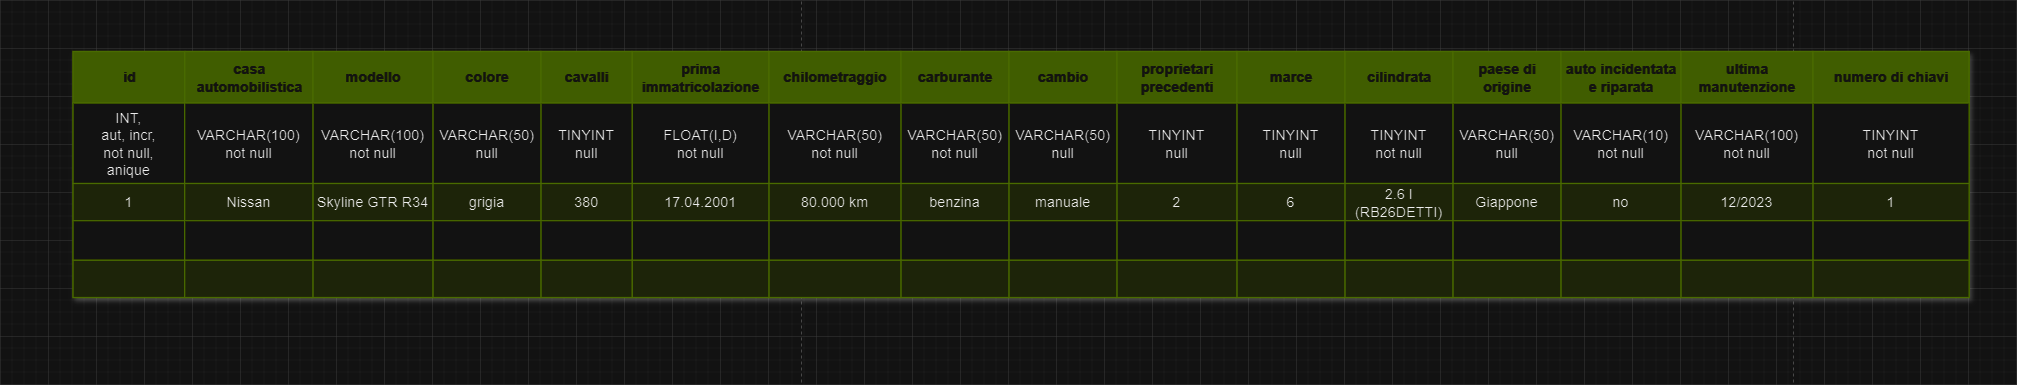 id
casa
automobilistica
modello
colore
cavalli
prima
immatricolazione
chilometraggio
carburante
cambio
proprietari
precedenti
marce
cilindrata
paese di
origine
auto incidentata
e riparata
ultima
manutenzione
numero di chiavi
INT,
aut, incr,
not null,
anique
VARCHAR(100)
not null
VARCHAR(100)
not null
VARCHAR(50)
null
TINYINT
null
FLOAT(I,D)
not null
VARCHAR(50)
not null
VARCHAR(50)
not null
VARCHAR(50)
null
TINYINT
null
TINYINT
null
TINYINT
not null
VARCHAR(50)
null
VARCHAR(10)
not null
VARCHAR(100)
not null
TINYINT
not null
1
Nissan
Skyline GTR R34
grigia
380
17.04.2001
80.000 km
benzina
manuale
2
6
2.6 l
(RB26DETTI)
Giappone
no
12/2023
1